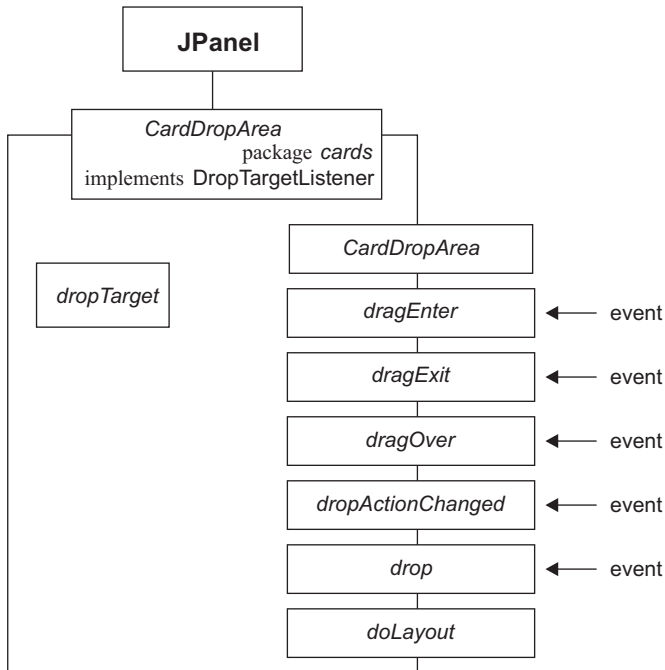 JPanel
CardDropArea
package cards
implements DropTargetListener
CardDropArea
dropTarget
dragEnter
event
dragExit
event
dragOver
event
dropActionChanged
event
drop
event
doLayout